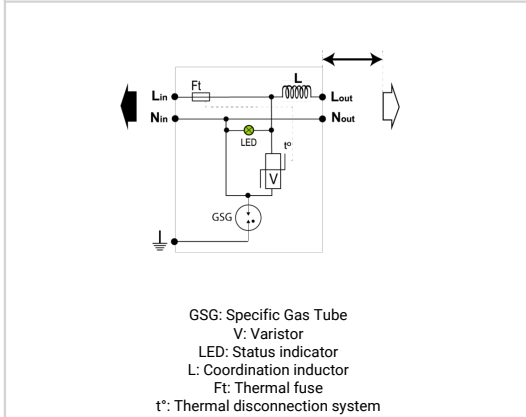 L
Ft
Lin
Lout
Nin
Nout
LED
t°
V
GSG
GSG: Specific Gas Tube
V: Varistor
LED: Status indicator
L: Coordination inductor
Ft: Thermal fuse
t°: Thermal disconnection system